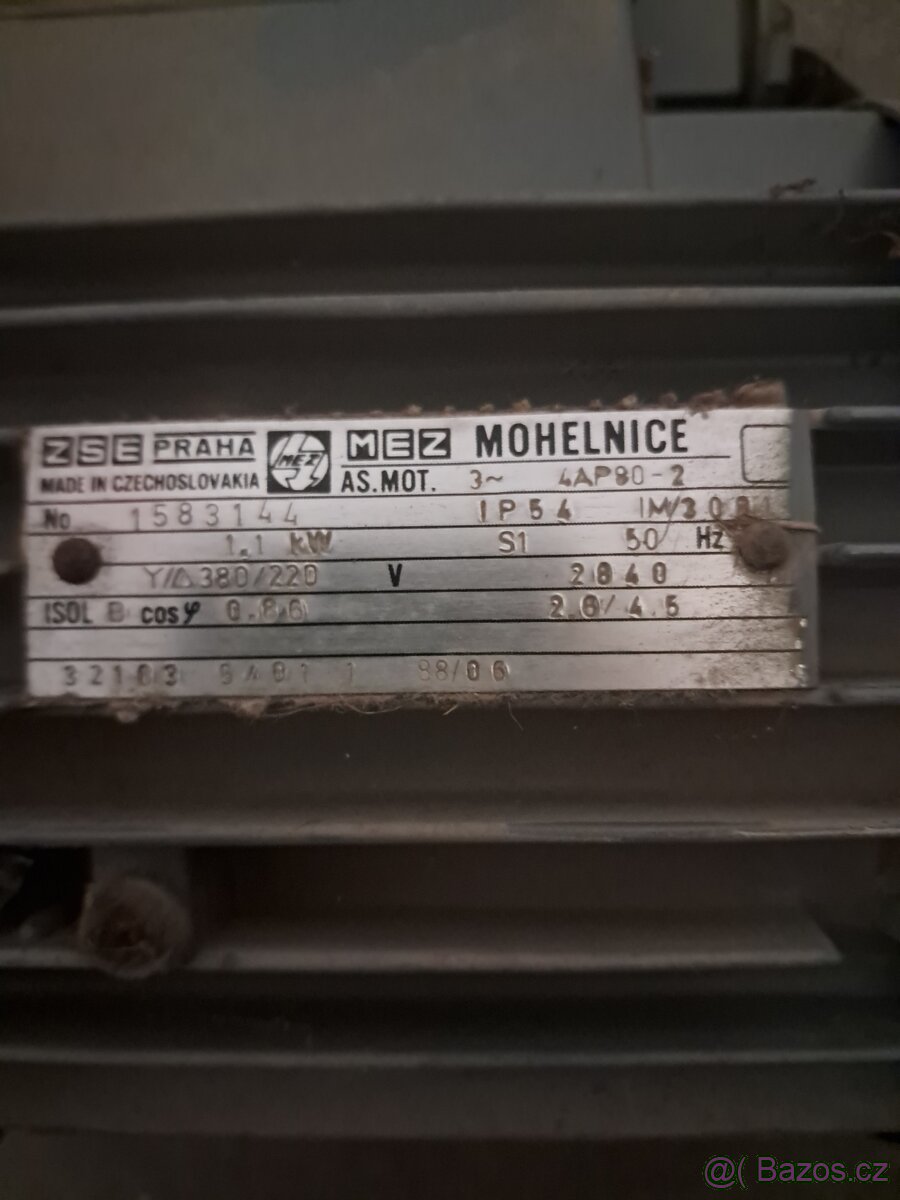 ZSE PRAHA MEZ MEZ MOHELNICE
MADE IN CZECHOSLOVAKIA AS.MOT. 3~ 4AP80-2
No 1583144 IP54
1.1 kW S1 50 Hz
Y/Δ 380/220 V 2840
ISOL B cosφ 0.86 2.6/4.5
88/06
@( Bazos.cz